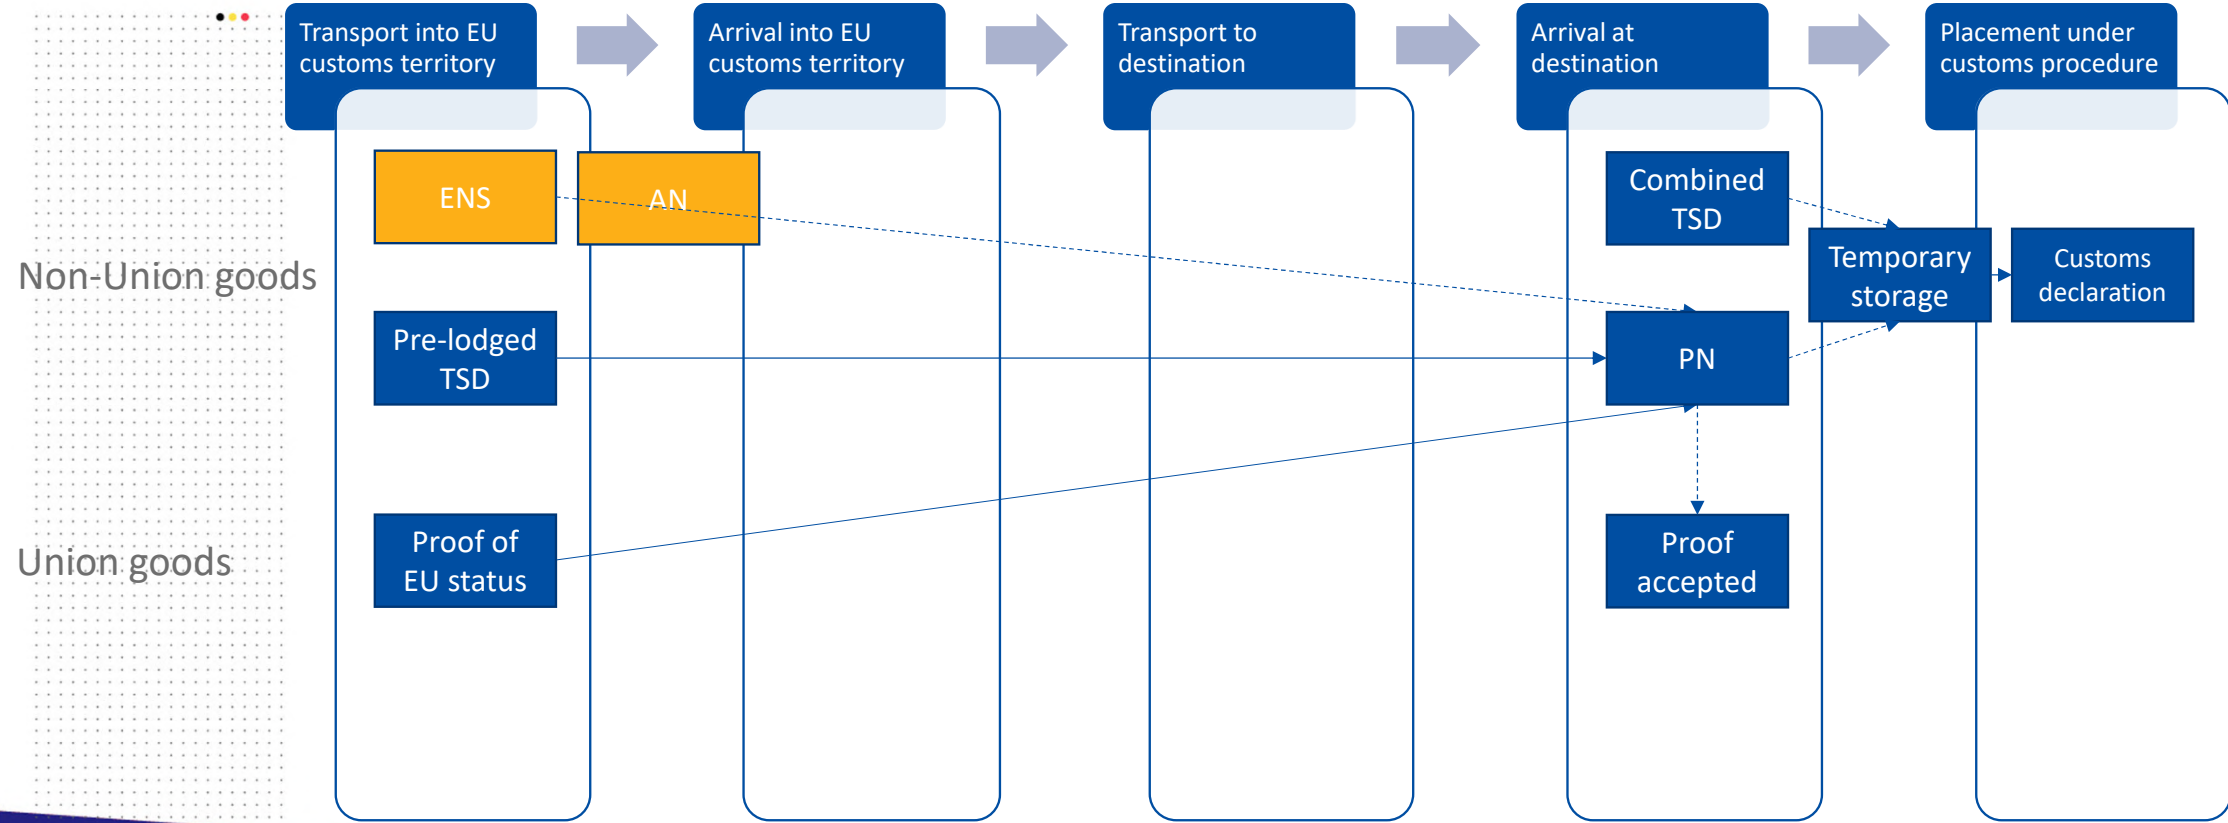 Transport into EU
customs territory
Arrival into EU
customs territory
Transport to
destination
Arrival at
destination
Placement under
customs procedure
Non-Union goods
ENS
AN
Combined
TSD
Temporary
storage
Customs
declaration
Pre-lodged
TSD
PN
Union goods
Proof of
EU status
Proof
accepted